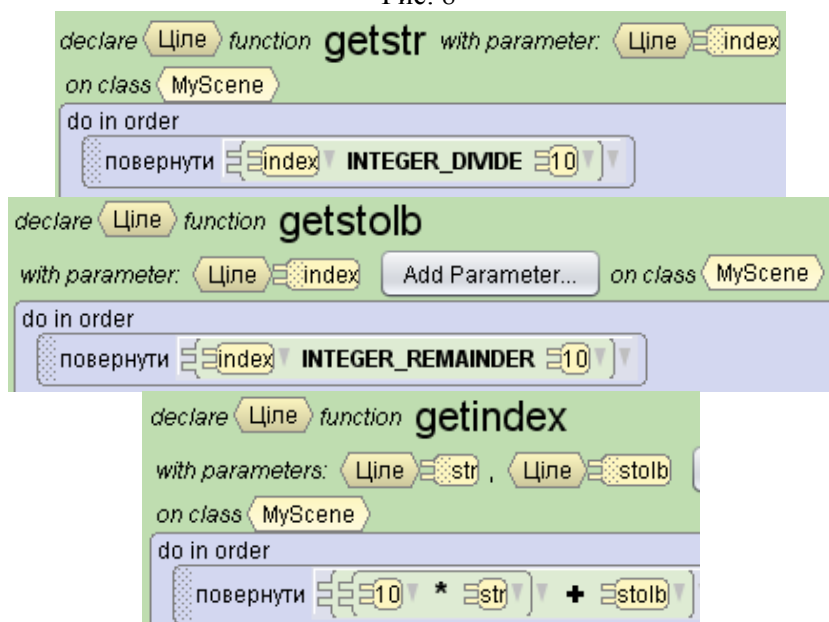 declare Ціле function getstr with parameter: Ціле index
on class MyScene
do in order
повернути index INTEGER_DIVIDE 10
declare Ціле function getstolb
with parameter: Ціле index Add Parameter... on class MyScene
do in order
повернути index INTEGER_REMAINDER 10
declare Ціле function getindex
with parameters: Ціле str , Ціле stolb
on class MyScene
do in order
повернути 10 * str + stolb